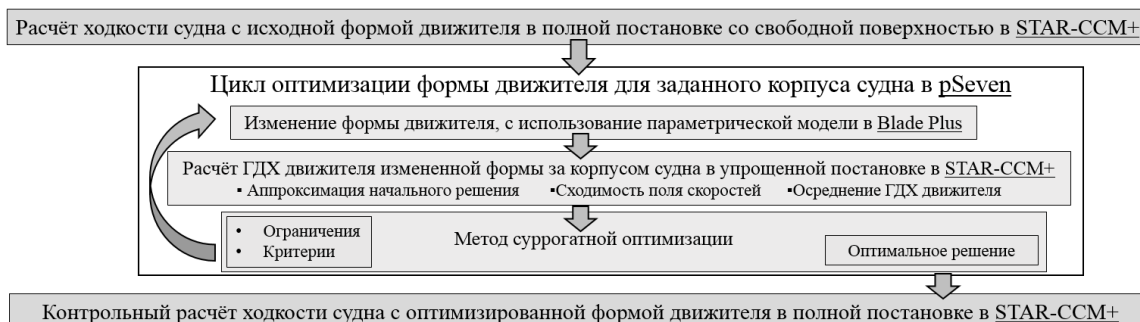 Расчёт ходкости судна с исходной формой движителя в полной постановке со свободной поверхностью в STAR-CCM+
Цикл оптимизации формы движителя для заданного корпуса судна в pSeven
Изменение формы движителя, с использование параметрической модели в Blade Plus
Расчёт ГДХ движителя измененной формы за корпусом судна в упрощенной постановке в STAR-CCM+
▪ Аппроксимация начального решения ▪Сходимость поля скоростей ▪Осреднение ГДХ движителя
• Ограничения
• Критерии
Метод суррогатной оптимизации
Оптимальное решение
Контрольный расчёт ходкости судна с оптимизированной формой движителя в полной постановке в STAR-CCM+